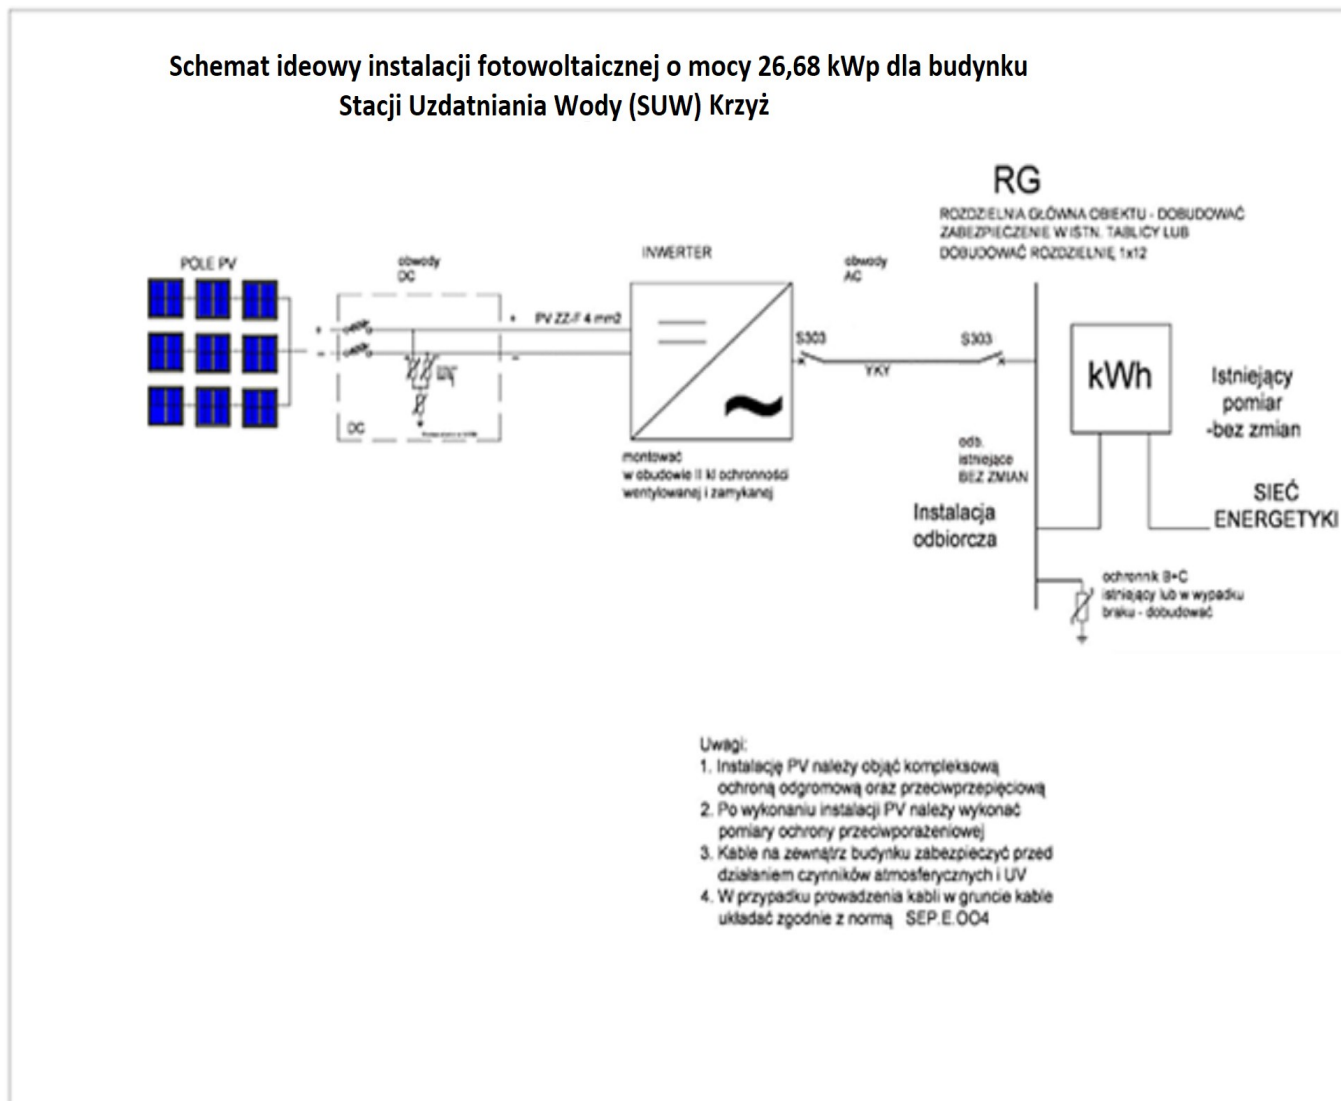 Schemat ideowy instalacji fotowoltaicznej o mocy 26,68 kWp dla budynku
Stacji Uzdatniania Wody (SUW) Krzyż
RG
ROZDZIELNIA GŁÓWNA OBIEKTU - DOBUDOWAĆ
ZABEZPIECZENIE W ISTN. TABLICY LUB
DOBUDOWAĆ ROZDZIELNIĘ 1x12
POLE PV
obwody
DC
INWERTER
obwody
AC
+
+
PV ZZ-F 4 mm2
–
–
DC
S303
S303
YKY
kWh
Istniejący
pomiar
-bez zmian
montować
w obudowie II kl ochronności
wentylowanej i zamykanej
odb.
istniejące
BEZ ZMIAN
Instalacja
odbiorcza
SIEĆ
ENERGETYKI
ochronnik B+C
istniejący lub w wypadku
braku - dobudować
Uwagi:
1. Instalację PV należy objąć kompleksową
ochroną odgromową oraz przeciwprzepięciową
2. Po wykonaniu instalacji PV należy wykonać
pomiary ochrony przeciwporażeniowej
3. Kable na zewnątrz budynku zabezpieczyć przed
działaniem czynników atmosferycznych i UV
4. W przypadku prowadzenia kabli w gruncie kable
układać zgodnie z normą SEP.E.OO4